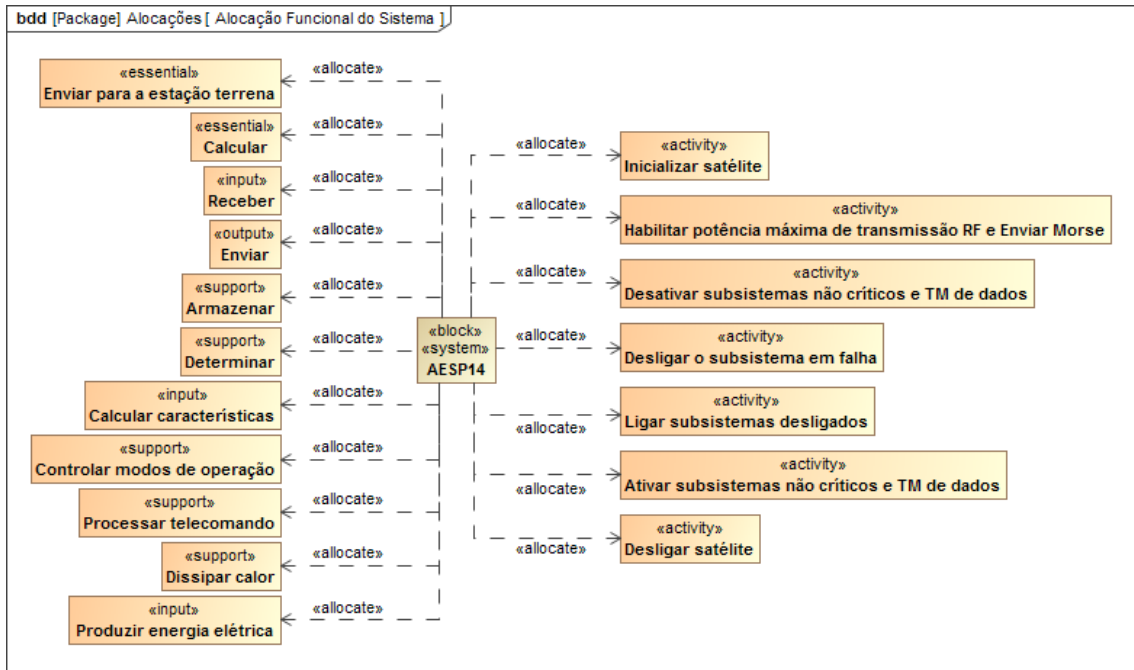 bdd [Package] Alocações [ Alocação Funcional do Sistema ]
«essential»
Enviar para a estação terrena
«allocate»
«essential»
Calcular
«allocate»
«input»
Receber
«allocate»
«output»
Enviar
«allocate»
«support»
Armazenar
«allocate»
«support»
Determinar
«allocate»
«input»
Calcular características
«allocate»
«support»
Controlar modos de operação
«allocate»
«support»
Processar telecomando
«allocate»
«support»
Dissipar calor
«allocate»
«input»
Produzir energia elétrica
«allocate»
«block»
«system»
AESP14
«allocate»
«activity»
Inicializar satélite
«allocate»
«activity»
Habilitar potência máxima de transmissão RF e Enviar Morse
«allocate»
«activity»
Desativar subsistemas não críticos e TM de dados
«allocate»
«activity»
Desligar o subsistema em falha
«allocate»
«activity»
Ligar subsistemas desligados
«allocate»
«activity»
Ativar subsistemas não críticos e TM de dados
«allocate»
«activity»
Desligar satélite